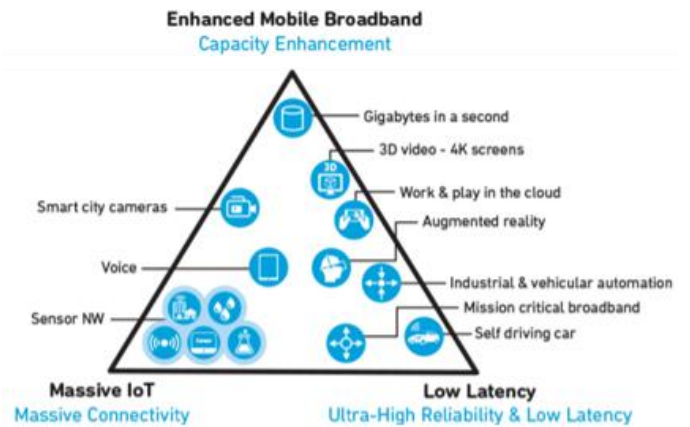 Enhanced Mobile Broadband
Capacity Enhancement
Gigabytes in a second
3D video - 4K screens
3D
Work & play in the cloud
Smart city cameras
Augmented reality
Voice
Industrial & vehicular automation
Mission critical broadband
Sensor NW
Self driving car
Massive IoT
Low Latency
Massive Connectivity
Ultra-High Reliability & Low Latency